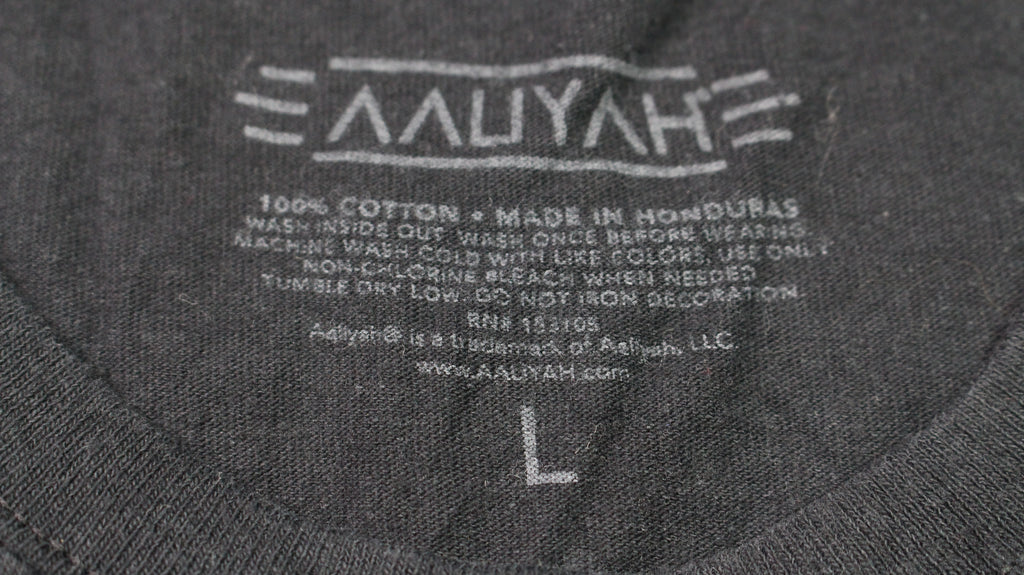 AALIYAH
100% COTTON • MADE IN HONDURAS
WASH INSIDE OUT. WASH ONCE BEFORE WEARING.
MACHINE WASH COLD WITH LIKE COLORS. USE ONLY
NON-CHLORINE BLEACH WHEN NEEDED
TUMBLE DRY LOW. DO NOT IRON DECORATION.
RN#
Aaliyah® is a trademark of Aaliyah, LLC
www.AALIYAH.com
L